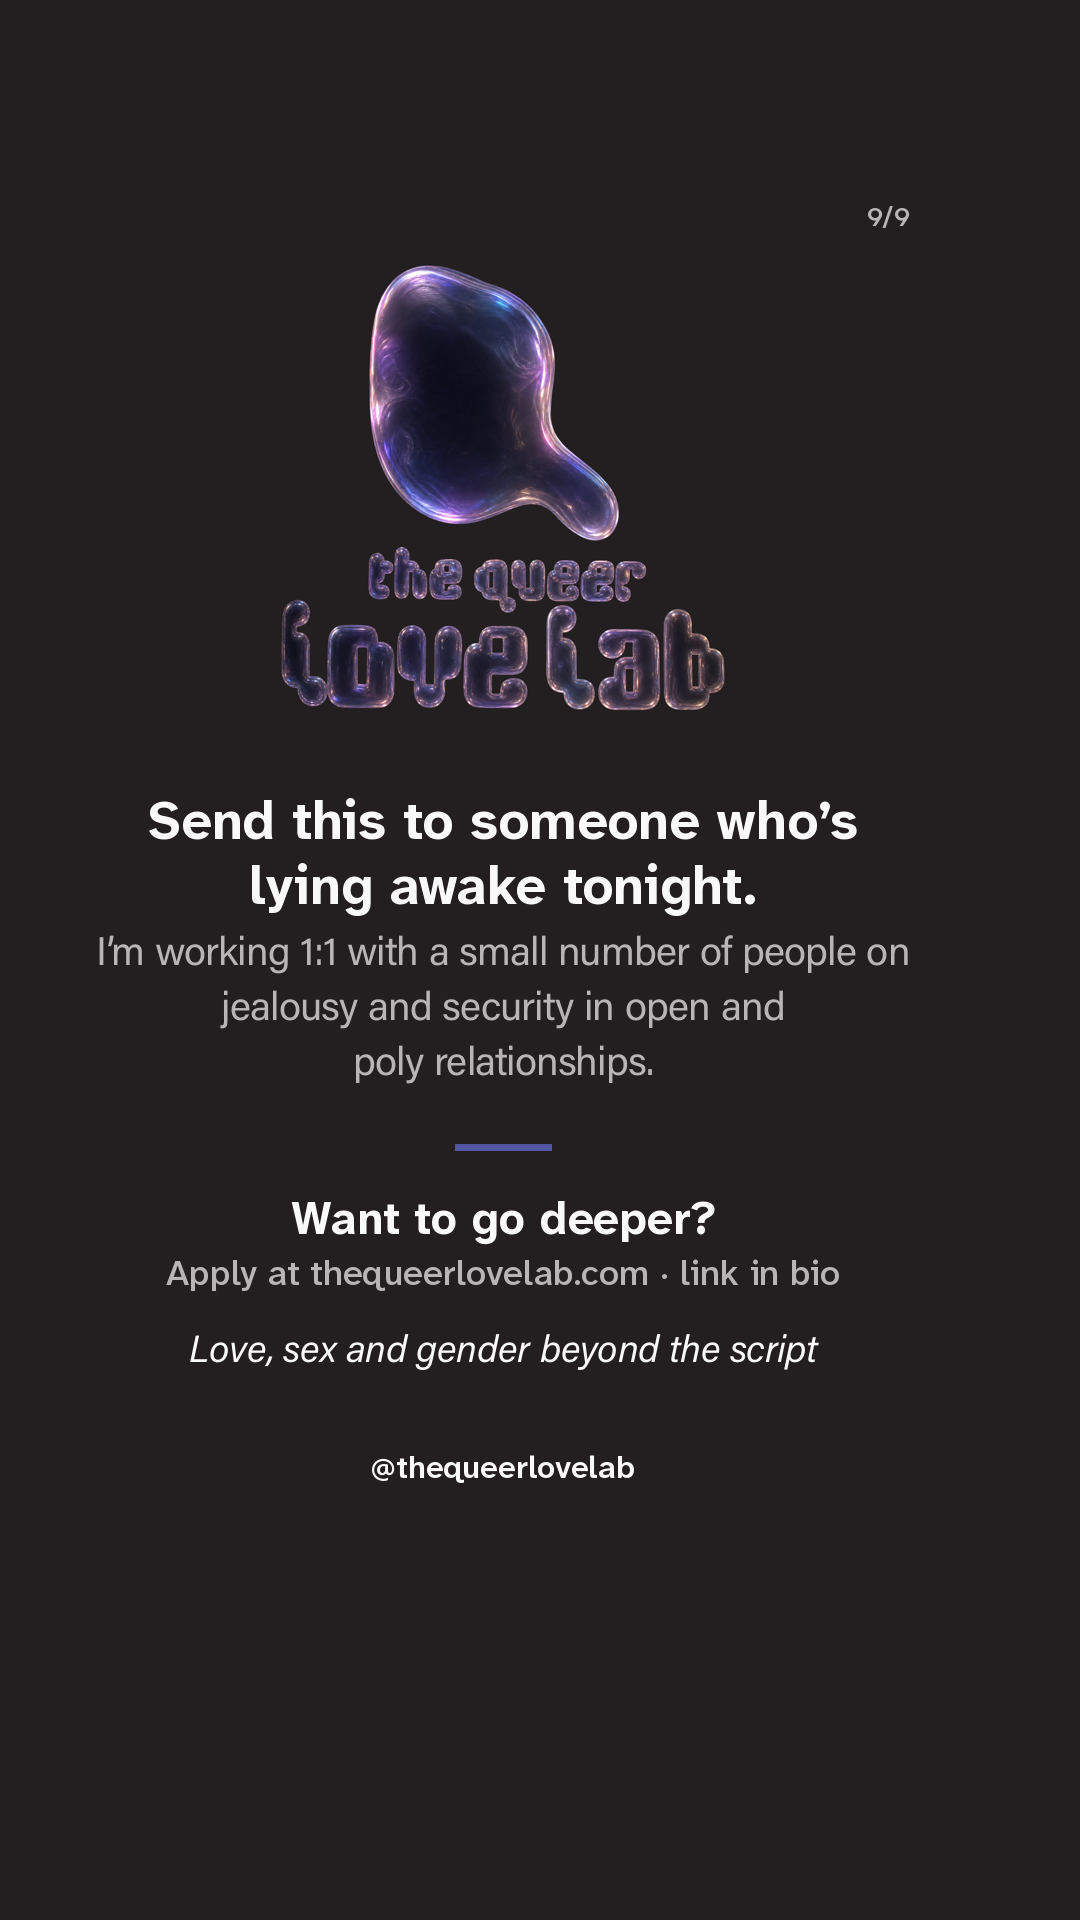 9/9
the queer
love lab
Send this to someone who’s
lying awake tonight.
I’m working 1:1 with a small number of people on
jealousy and security in open and
poly relationships.
Want to go deeper?
Apply at thequeerlovelab.com · link in bio
Love, sex and gender beyond the script
@thequeerlovelab